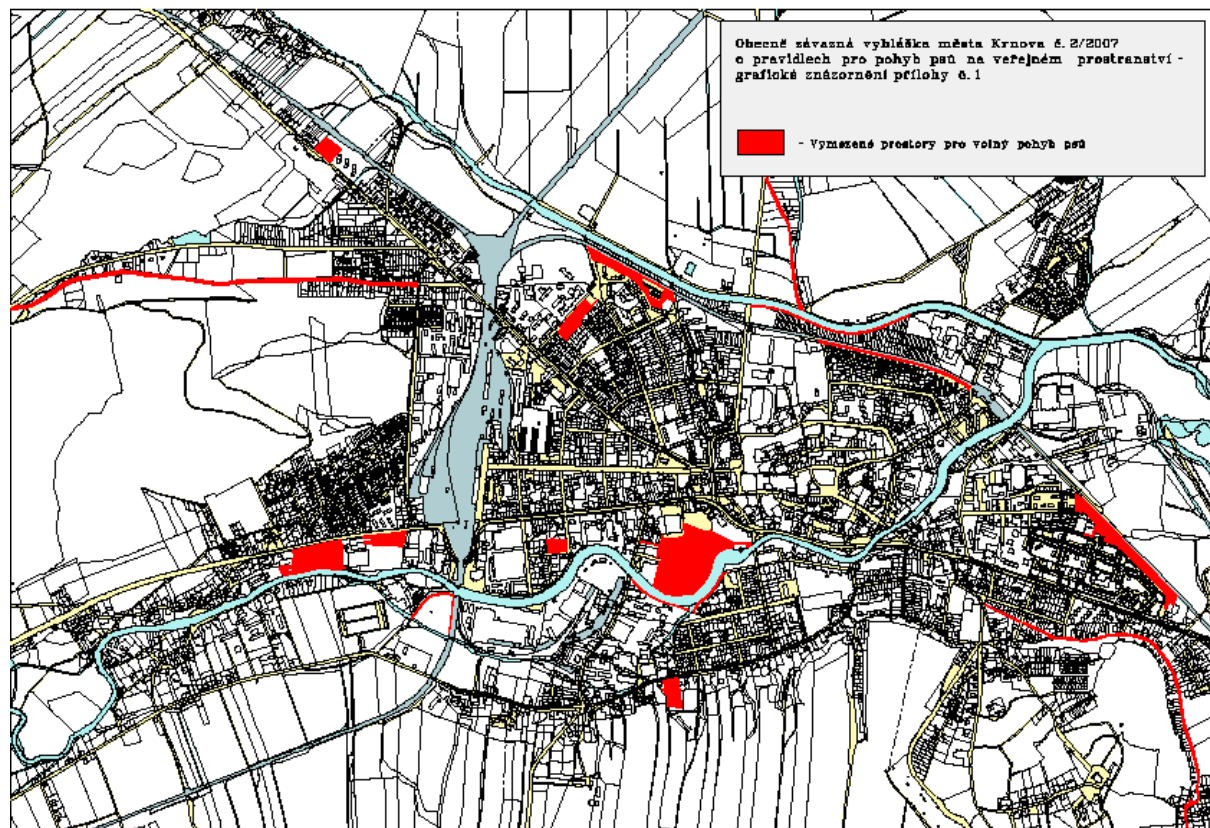 Obecně závazná vyhláška města Krnova č. 2/2007
o pravidlech pro pohyb psů na veřejném prostranství -
grafické znázornění přílohy č. 1
- Vymezené prostory pro volný pohyb psů